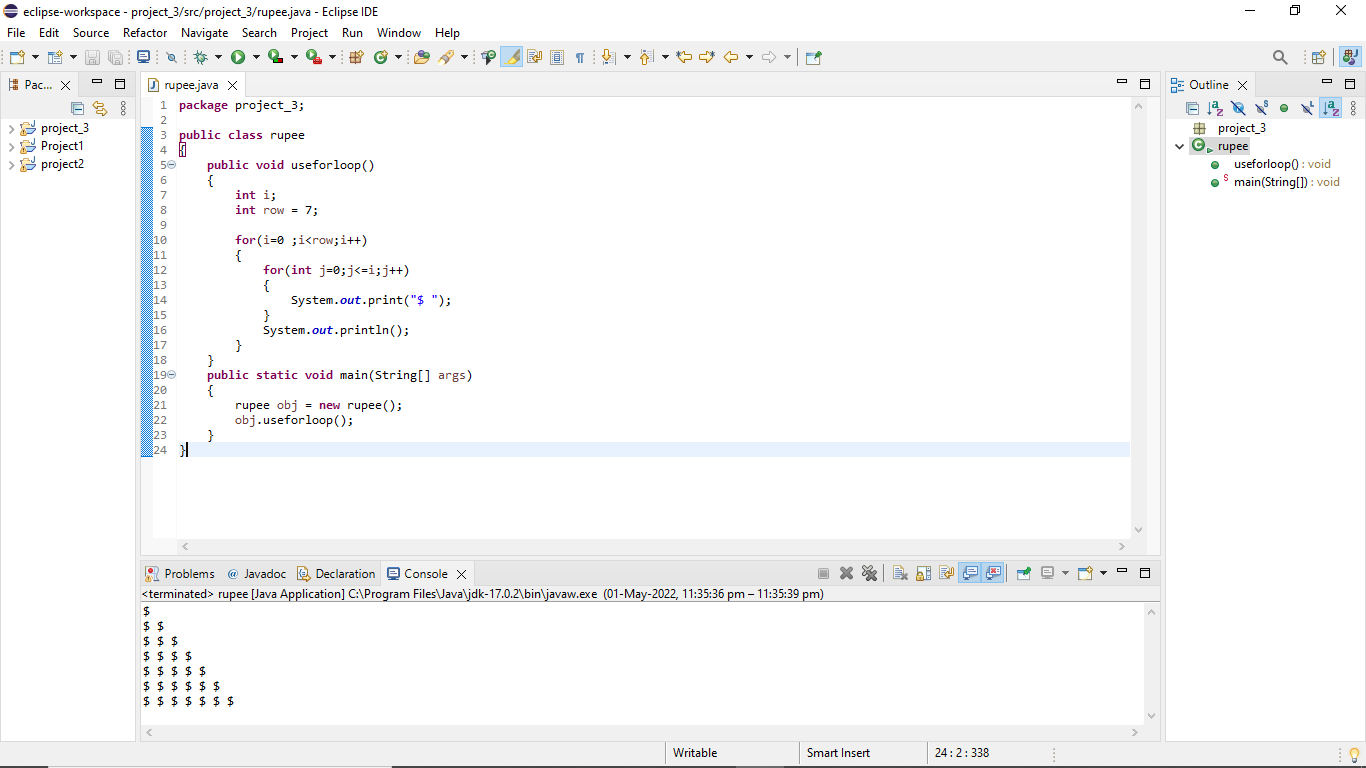 eclipse-workspace - project_3/src/project_3/rupee.java - Eclipse IDE
File Edit Source Refactor Navigate Search Project Run Window Help
Pac...
project_3
Project1
project2
rupee.java
1 package project_3;
2
3 public class rupee
4 {
5 public void useforloop()
6 {
7 int i;
8 int row = 7;
9
10 for(i=0 ;i<row;i++)
11 {
12 for(int j=0;j<=i;j++)
13 {
14 System.out.print("$ ");
15 }
16 System.out.println();
17 }
18 }
19 public static void main(String[] args)
20 {
21 rupee obj = new rupee();
22 obj.useforloop();
23 }
24 }
Outline
project_3
rupee
useforloop() : void
main(String[]) : void
Problems Javadoc Declaration Console
<terminated> rupee [Java Application] C:\Program Files\Java\jdk-17.0.2\bin\javaw.exe (01-May-2022, 11:35:36 pm – 11:35:39 pm)
$
$ $
$ $ $
$ $ $ $
$ $ $ $ $
$ $ $ $ $ $
$ $ $ $ $ $ $
Writable Smart Insert 24 : 2 : 338